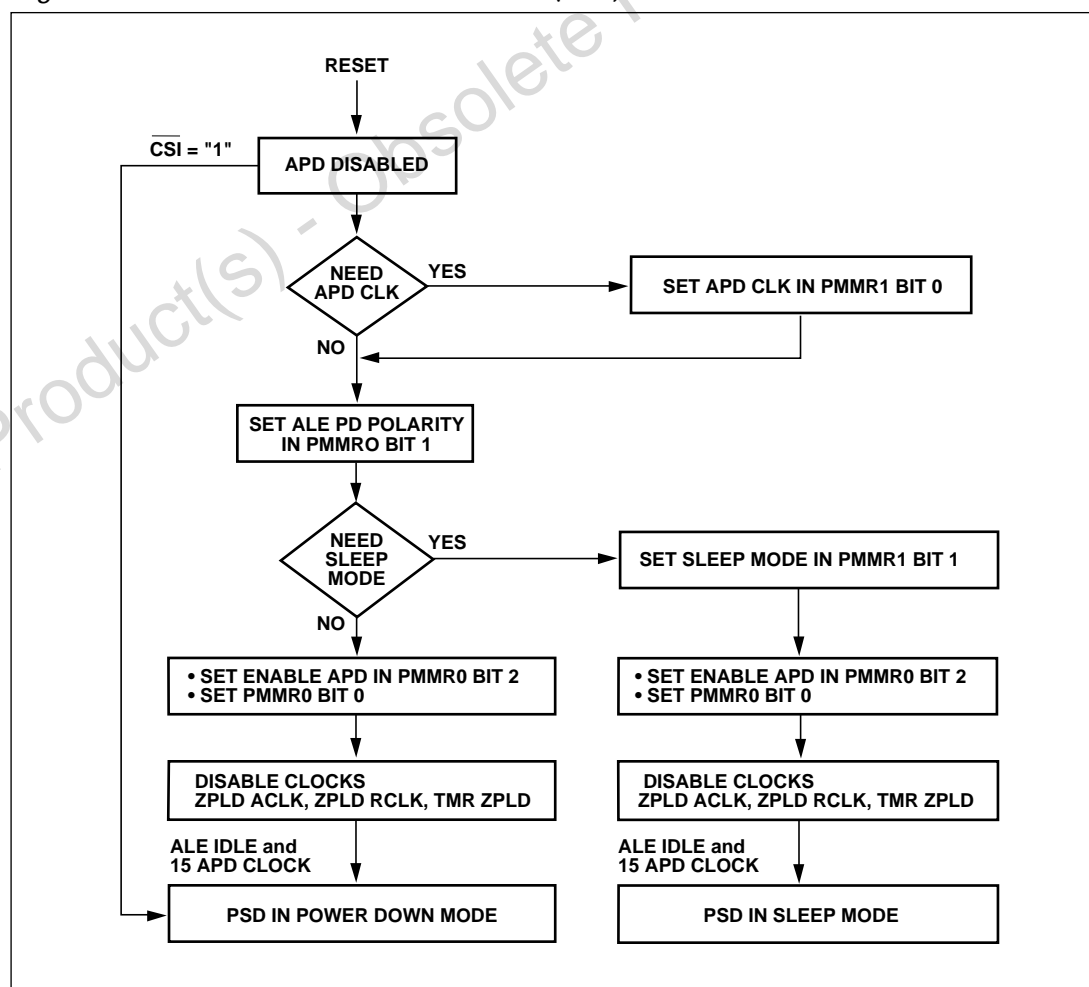 Product(s) - Obsolete
RESET
CSI = "1"
APD DISABLED
NEED
APD CLK
YES
SET APD CLK IN PMMR1 BIT 0
NO
SET ALE PD POLARITY
IN PMMRO BIT 1
NEED
SLEEP
MODE
YES
SET SLEEP MODE IN PMMR1 BIT 1
NO
• SET ENABLE APD IN PMMR0 BIT 2
• SET PMMR0 BIT 0
• SET ENABLE APD IN PMMR0 BIT 2
• SET PMMR0 BIT 0
DISABLE CLOCKS
ZPLD ACLK, ZPLD RCLK, TMR ZPLD
DISABLE CLOCKS
ZPLD ACLK, ZPLD RCLK, TMR ZPLD
ALE IDLE and
15 APD CLOCK
ALE IDLE and
15 APD CLOCK
PSD IN POWER DOWN MODE
PSD IN SLEEP MODE